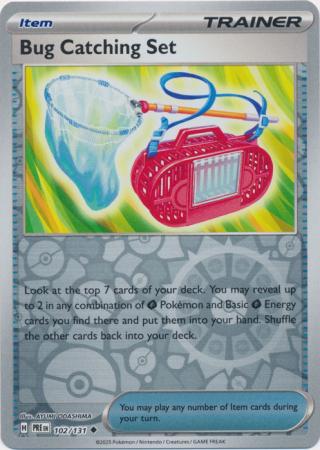 Item
TRAINER
Bug Catching Set
Look at the top 7 cards of your deck. You may reveal
up to 2 in any combination of Pokémon and Basic Energy
cards you find there and put them into your hand. Shuffle
the other cards back into your deck.
Illus. AYUMI ODASHIMA
H PRE EN 102/131
You may play any number of Item cards during your turn.
©2025 Pokémon / Nintendo / Creatures / GAME FREAK